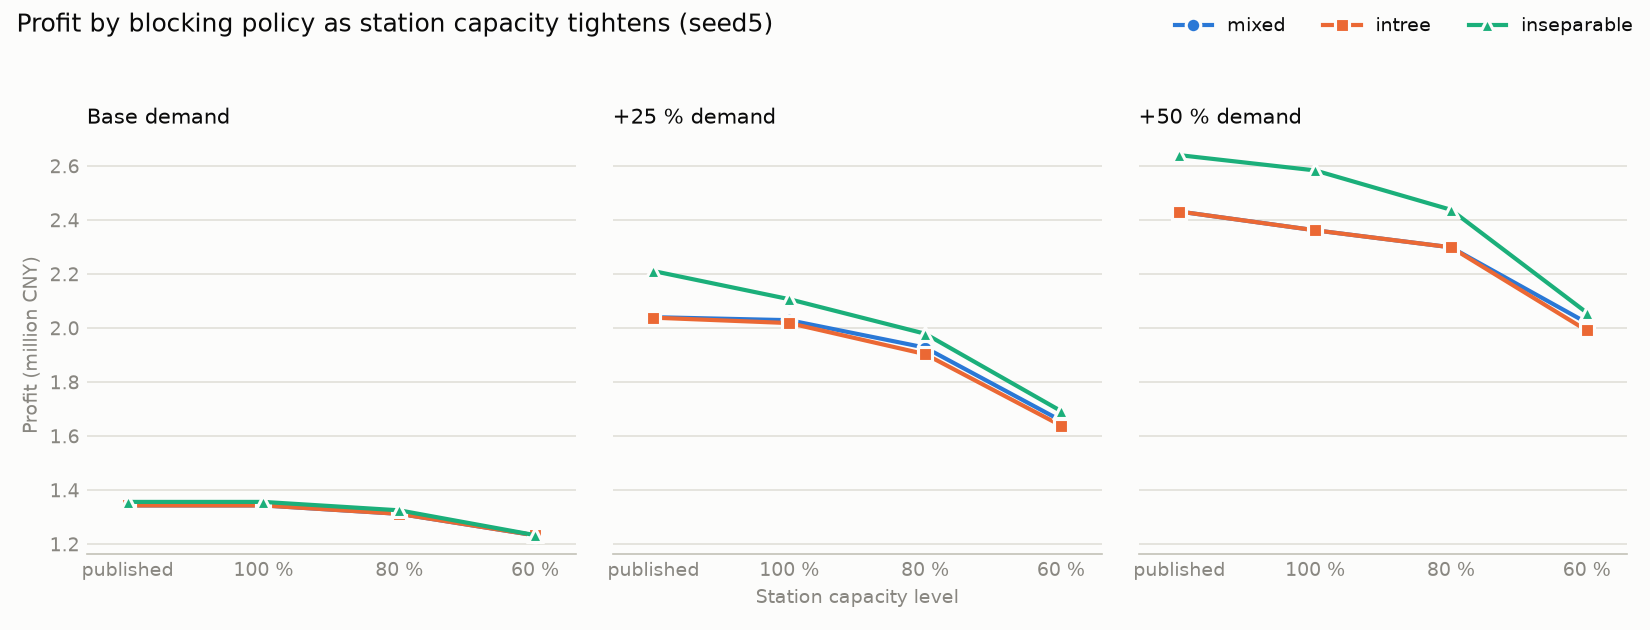 Profit by blocking policy as station capacity tightens (seed5)
mixed
intree
inseparable
Base demand
+25 % demand
+50 % demand
Profit (million CNY)
2.6
2.4
2.2
2.0
1.8
1.6
1.4
1.2
published 100 % 80 % 60 %
published 100 % 80 % 60 %
published 100 % 80 % 60 %
Station capacity level